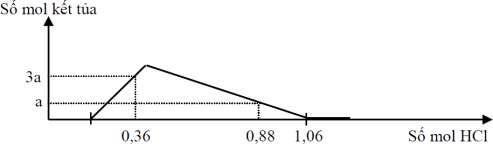 Số mol kết tủa
3a
a
0,36
0,88
1,06
Số mol HCl